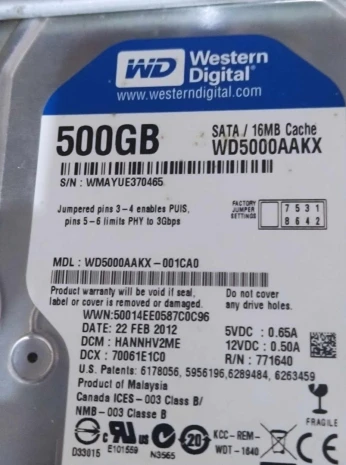 WD Western Digital®
www.westerndigital.com
500GB SATA / 16MB Cache
WD5000AAKX
S/N : WMAYUE370465
Jumpered pins 3-4 enables PUIS,
pins 5-6 limits PHY to 3Gbps
FACTORY JUMPER SETTINGS
7 5 3 1
8 6 4 2
MDL : WD5000AAKX-001CA0
Product warranty will be void if seal,
label or cover is removed or damaged.
Do not cover
any drive holes.
WWN:50014EE0587C0C96
DATE: 22 FEB 2012 5VDC : 0.65A
DCM : HANNHV2ME 12VDC : 0.50A
DCX : 70061E1C0 R/N : 771640
U.S. Patents: 6178056, 5956196,6289484, 6263459
Product of Malaysia
Canada ICES -003 Class B/
NMB -003 Classe B
FRAGILE
KCC-REM-
WDT-1640
D33015 E101559 N3565